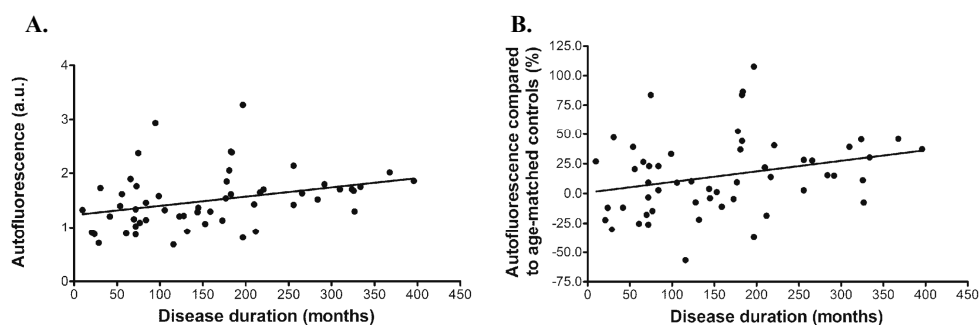 A.
Autofluorescence (a.u.)
4
3
2
1
0
0 50 100 150 200 250 300 350 400 450
Disease duration (months)
B.
Autofluorescence compared
to age-matched controls (%)
125.0
100.0
75.0
50.0
25.0
0.0
-25.0
-50.0
-75.0
0 50 100 150 200 250 300 350 400 450
Disease duration (months)